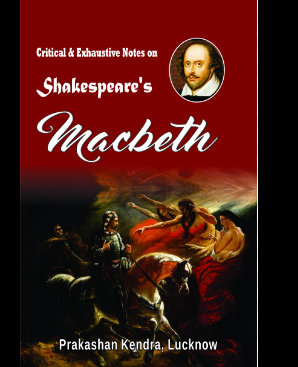 Critical & Exhaustive Notes on
Shakespeare's
Macbeth
Prakashan Kendra, Lucknow